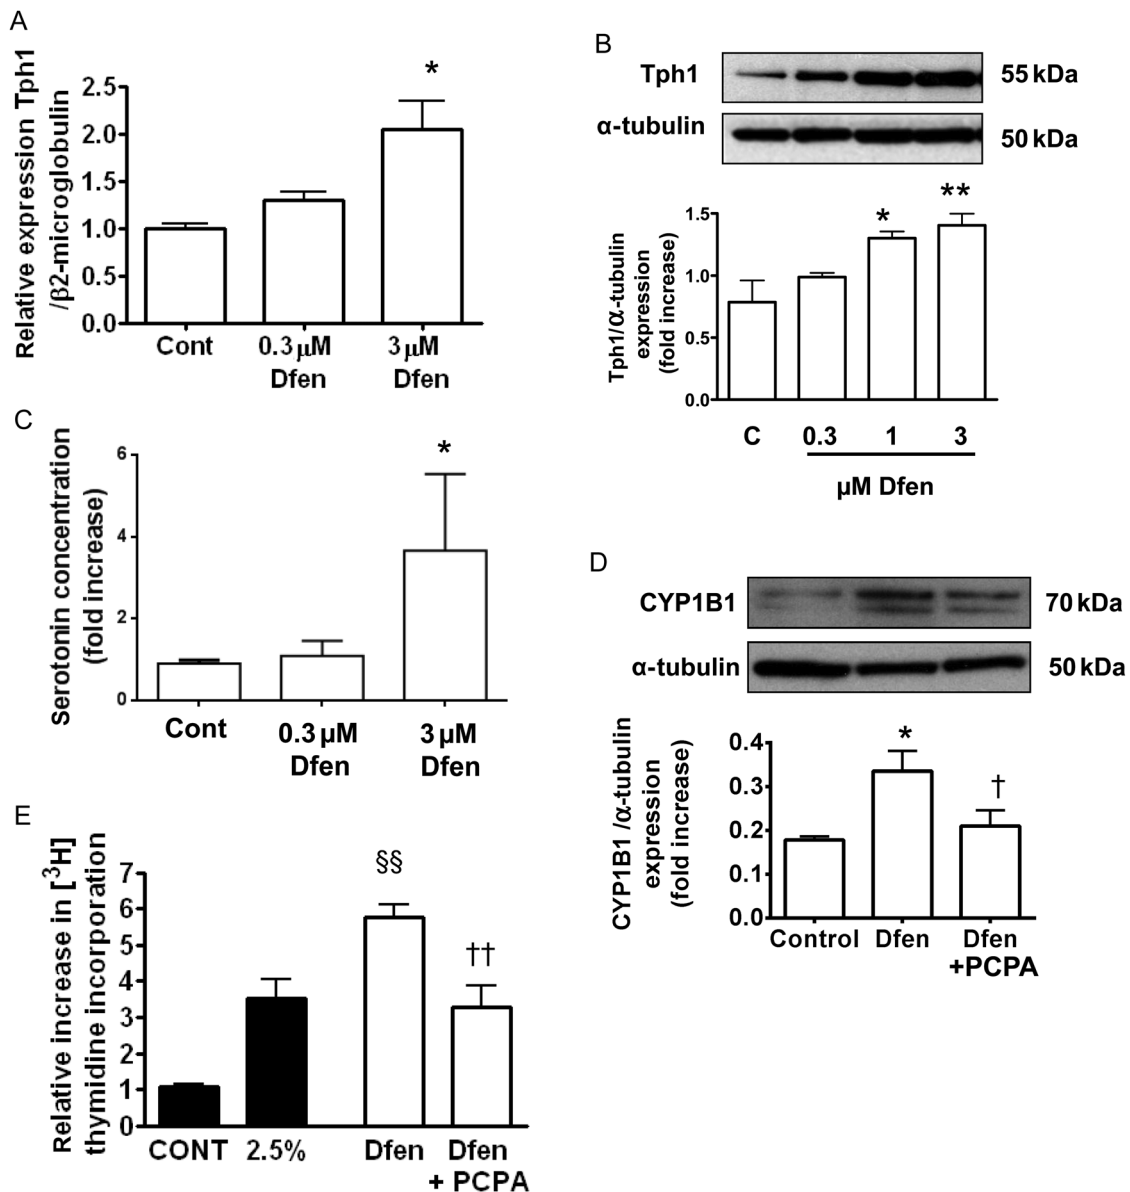 A
Relative expression Tph1
/β2-microglobulin
2.5
2.0
1.5
1.0
0.5
0.0
*
Cont
0.3 μM
Dfen
3 μM
Dfen
B
Tph1
55 kDa
α-tubulin
50 kDa
Tph1/α-tubulin
expression
(fold increase)
1.5
1.0
0.5
0.0
*
**
C 0.3 1 3
μM Dfen
C
Serotonin concentration
(fold increase)
6
4
2
0
*
Cont
0.3 μM
Dfen
3 μM
Dfen
D
CYP1B1
70 kDa
α-tubulin
50 kDa
CYP1B1 /α-tubulin
expression
(fold increase)
0.4
0.3
0.2
0.1
0.0
*
†
Control
Dfen
Dfen
+PCPA
E
Relative increase in [³H]
thymidine incorporation
7
6
5
4
3
2
1
0
§§
††
CONT
2.5%
Dfen
Dfen
+ PCPA